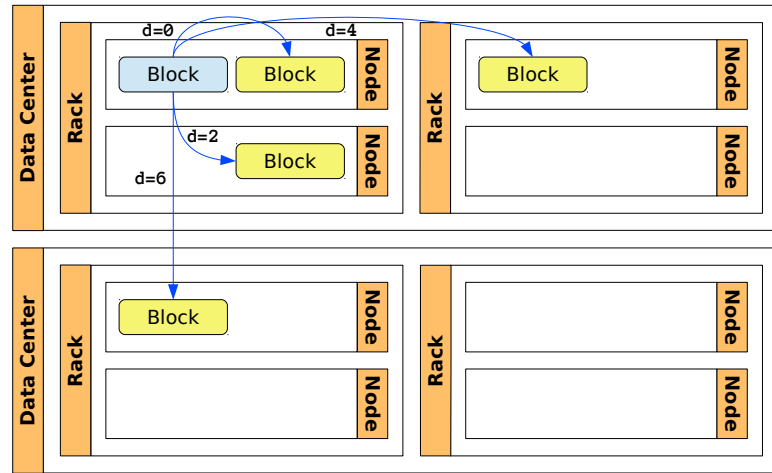 Data Center
Rack
d=0
d=4
Block
Block
Node
d=2
Block
Node
d=6
Rack
Block
Node
Node
Data Center
Rack
Block
Node
Node
Rack
Node
Node